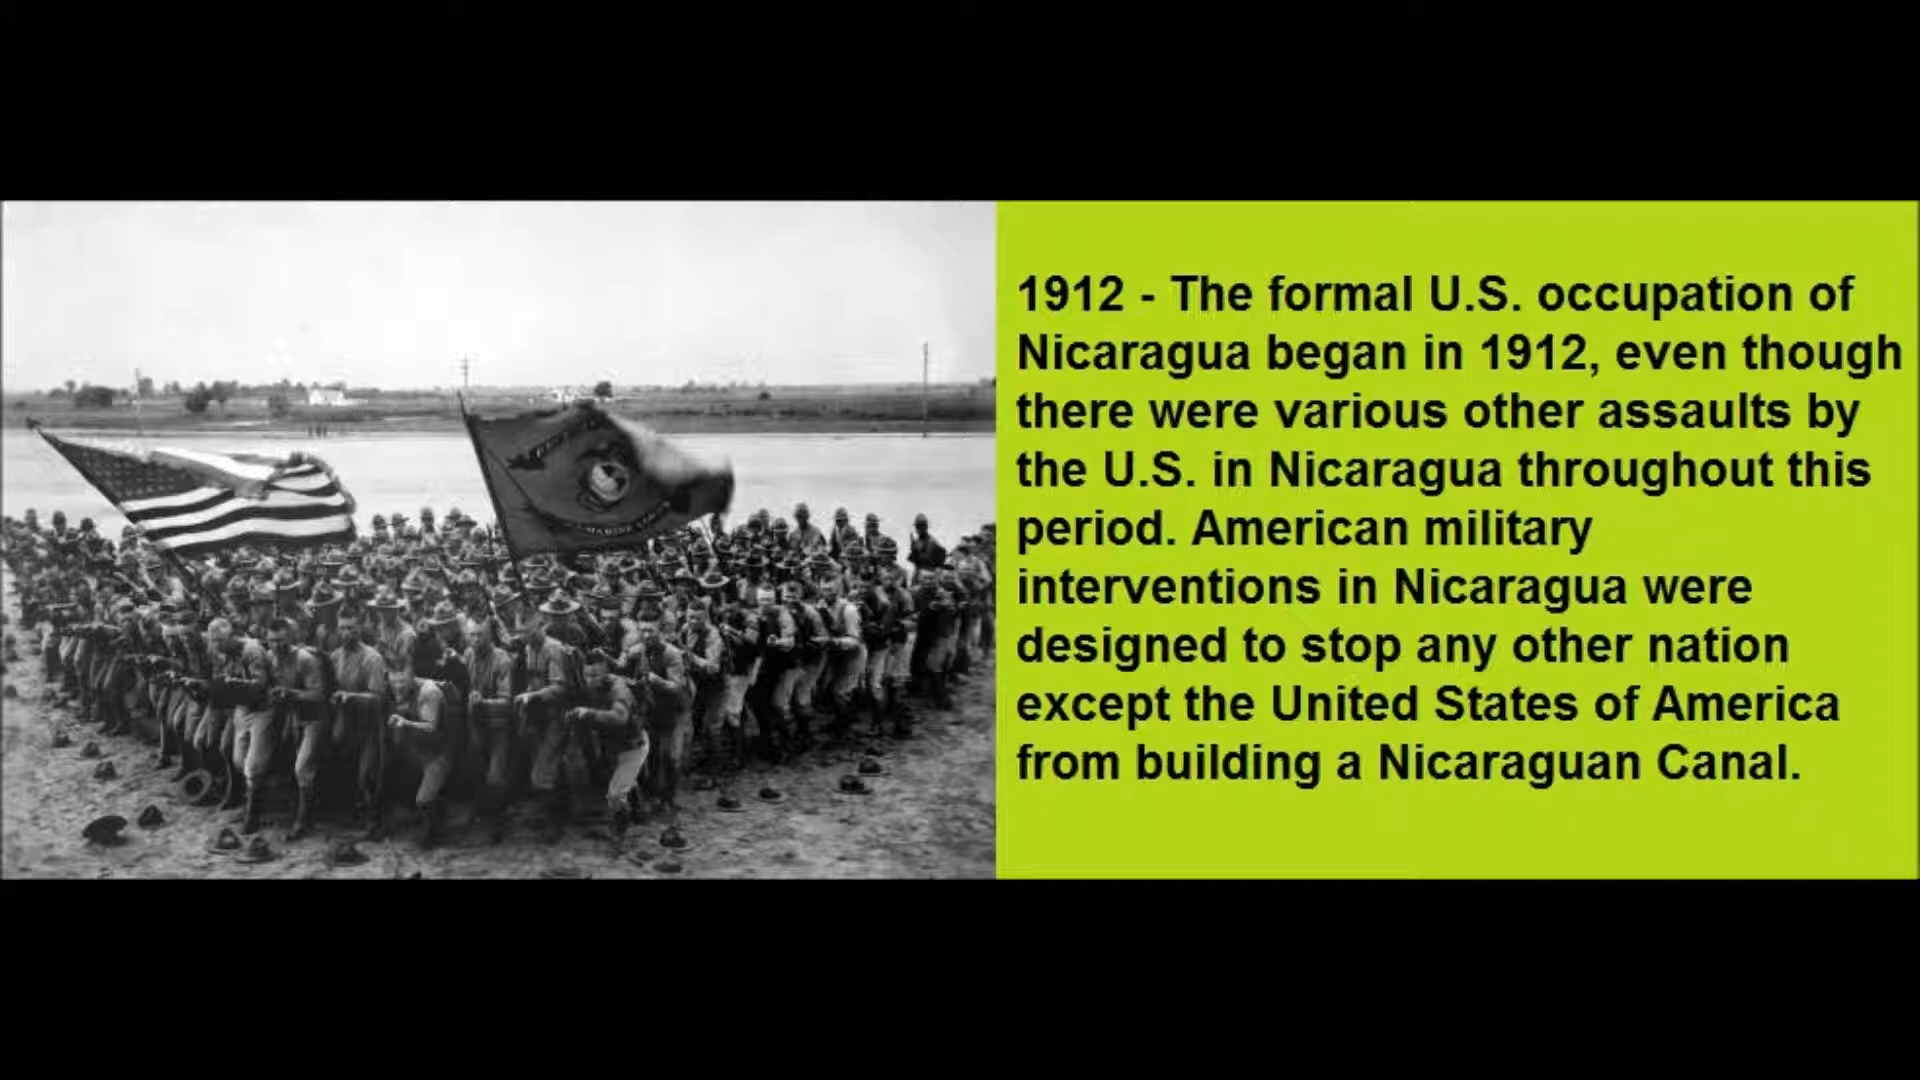 1912 - The formal U.S. occupation of
Nicaragua began in 1912, even though
there were various other assaults by
the U.S. in Nicaragua throughout this
period. American military
interventions in Nicaragua were
designed to stop any other nation
except the United States of America
from building a Nicaraguan Canal.